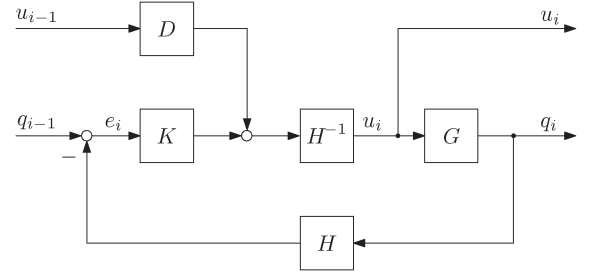 u_{i−1} D u_i
q_{i−1} e_i K H^{−1} u_i G q_i
−
H